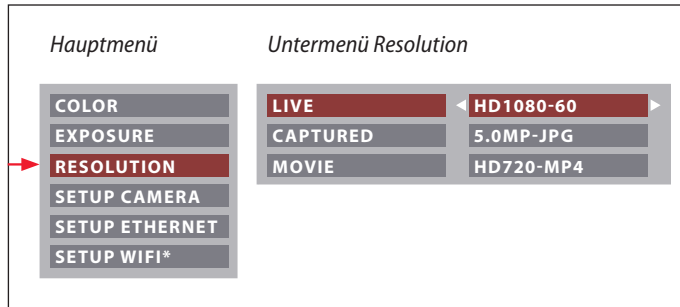 Hauptmenü
Untermenü Resolution
COLOR
EXPOSURE
RESOLUTION
SETUP CAMERA
SETUP ETHERNET
SETUP WIFI*
LIVE HD1080-60
CAPTURED 5.0MP-JPG
MOVIE HD720-MP4